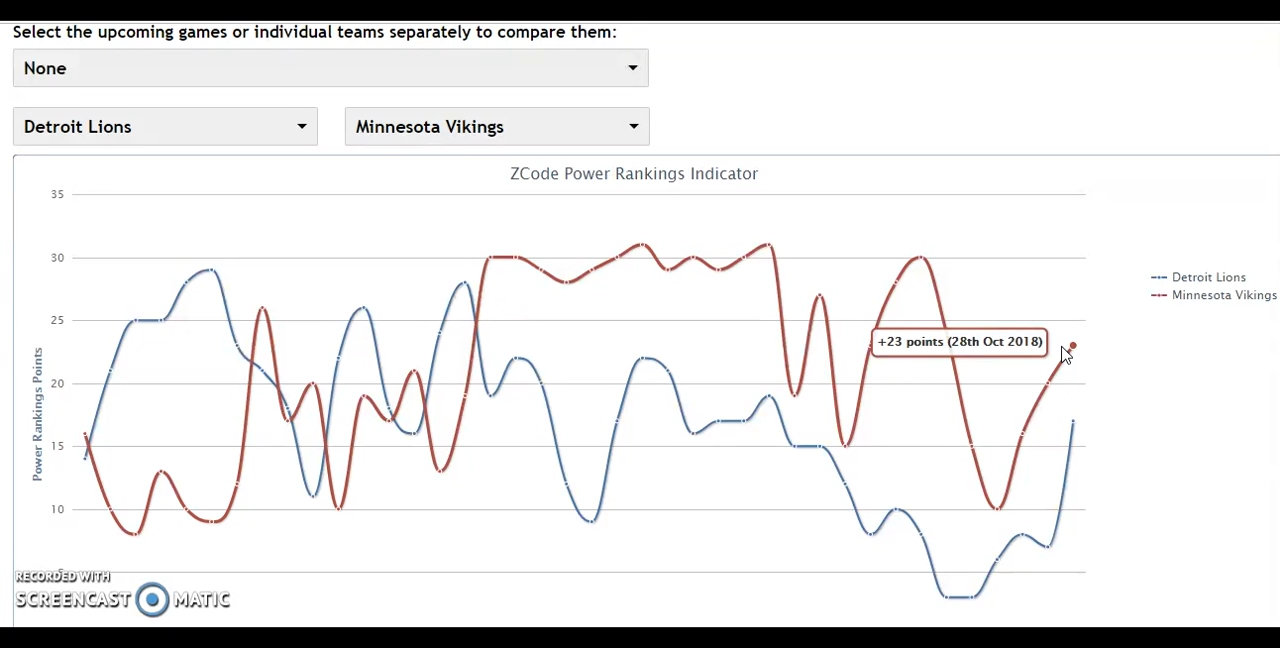 Select the upcoming games or individual teams separately to compare them:
None
Detroit Lions
Minnesota Vikings
ZCode Power Rankings Indicator
35
30
25
20
15
10
5
Power Rankings Points
+23 points (28th Oct 2018)
Detroit Lions
Minnesota Vikings
RECORDED WITH
SCREENCAST MATIC